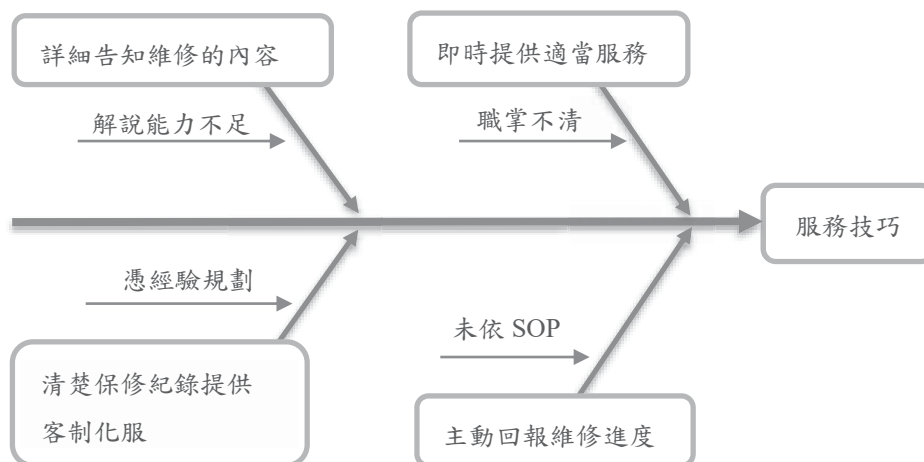 詳細告知維修的內容
即時提供適當服務
解說能力不足
職掌不清
服務技巧
憑經驗規劃
未依 SOP
清楚保修紀錄提供
客制化服
主動回報維修進度